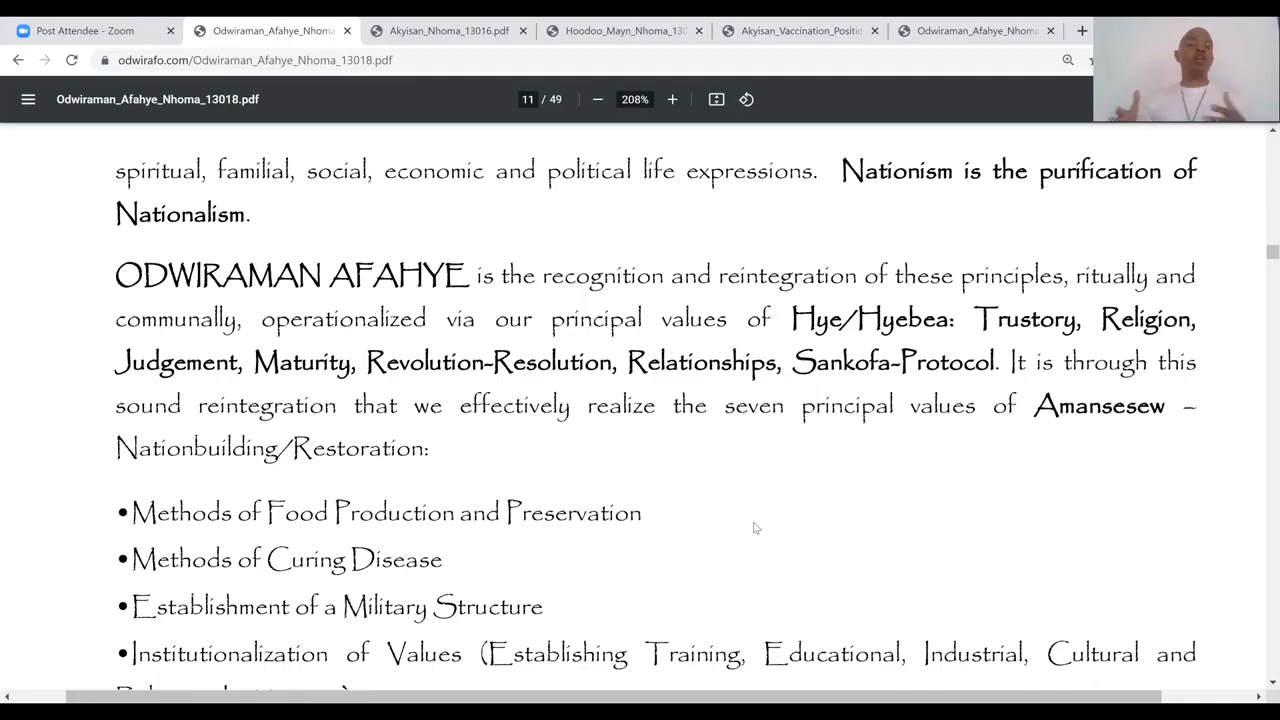 Post Attendee - Zoom
Odwiraman_Afahye_Nhoma_
Akyisan_Nhoma_13016.pdf
Hoodoo_Mayn_Nhoma_130
Akyisan_Vaccination_Positio
Odwiraman_Afahye_Nhoma_
odwirafo.com/Odwiraman_Afahye_Nhoma_13018.pdf
Odwiraman_Afahye_Nhoma_13018.pdf
11 / 49
208%
spiritual, familial, social, economic and political life expressions. Nationism is the purification of
Nationalism.
ODWIRAMAN AFAHYE is the recognition and reintegration of these principles, ritually and
communally, operationalized via our principal values of Hye/Hyebea: Trustory, Religion,
Judgement, Maturity, Revolution-Resolution, Relationships, Sankofa-Protocol. It is through this
sound reintegration that we effectively realize the seven principal values of Amansesew –
Nationbuilding/Restoration:
•Methods of Food Production and Preservation
•Methods of Curing Disease
•Establishment of a Military Structure
•Institutionalization of Values (Establishing Training, Educational, Industrial, Cultural and